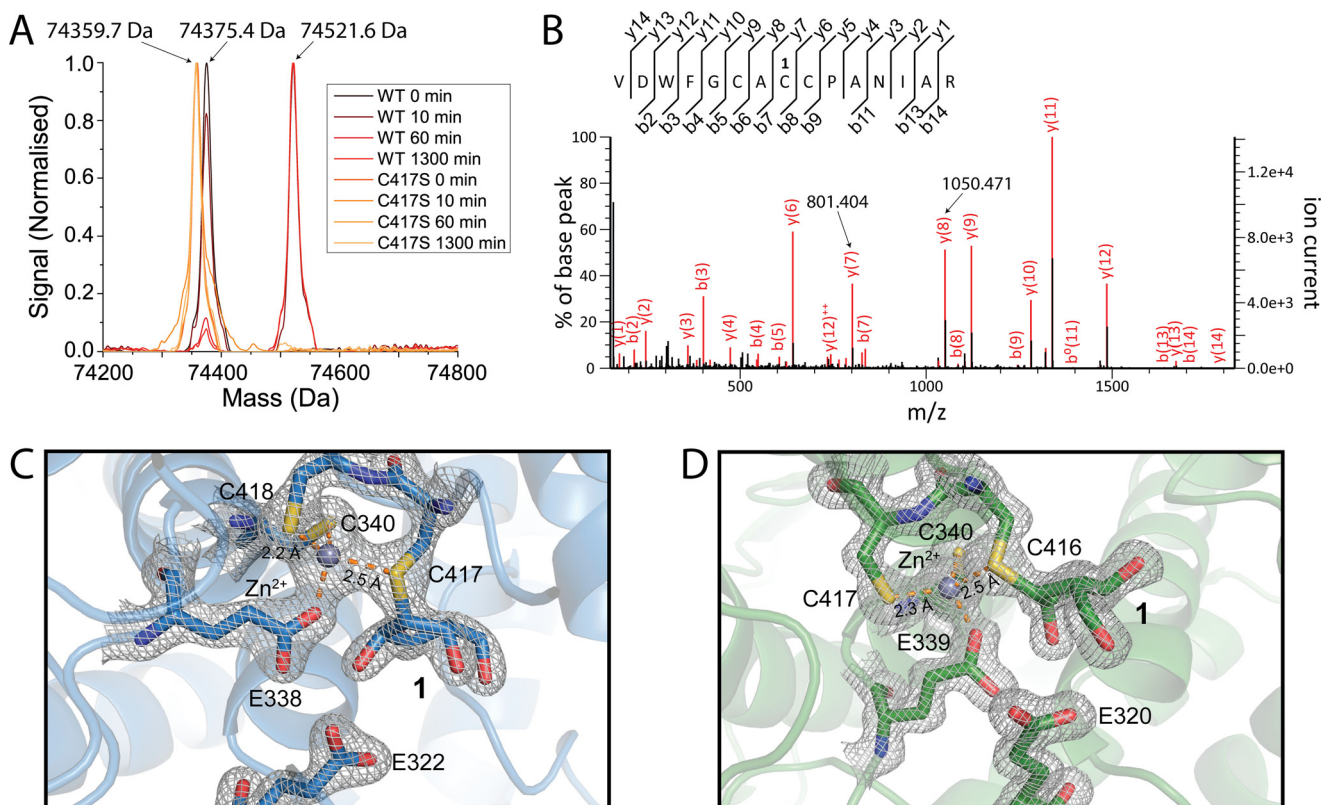 A
74359.7 Da
74375.4 Da
74521.6 Da
Signal (Normalised)
1.0
0.8
0.6
0.4
0.2
0.0
74200
74400
74600
74800
Mass (Da)
WT 0 min
WT 10 min
WT 60 min
WT 1300 min
C417S 0 min
C417S 10 min
C417S 60 min
C417S 1300 min
B
y14 y13 y12 y11 y10 y9 y8 y7 y6 y5 y4 y3 y2 y1
1
V D W F G C A C C P A N I A R
b2 b3 b4 b5 b6 b7 b8 b9 b11 b13 b14
% of base peak
100
80
60
40
20
0
y(1)
b(2)
y(2)
y(3)
b(3)
y(4)
b(4)
b(5)
y(6)
y(12)++
801.404
y(7)
b(7)
1050.471
y(8)
b(8)
y(9)
b(9)
y(10)
y(11)
b⁰(11)
y(12)
b(13)
y(13)
b(14)
y(14)
500
1000
1500
m/z
1.2e+4
8.0e+3
4.0e+3
0.0e+0
ion current
C
C418
C340
2.2 Å
Zn2+
2.5 Å
C417
E338
1
E322
D
C340
Zn2+
C416
C417
2.3 Å
2.5 Å
1
E339
E320